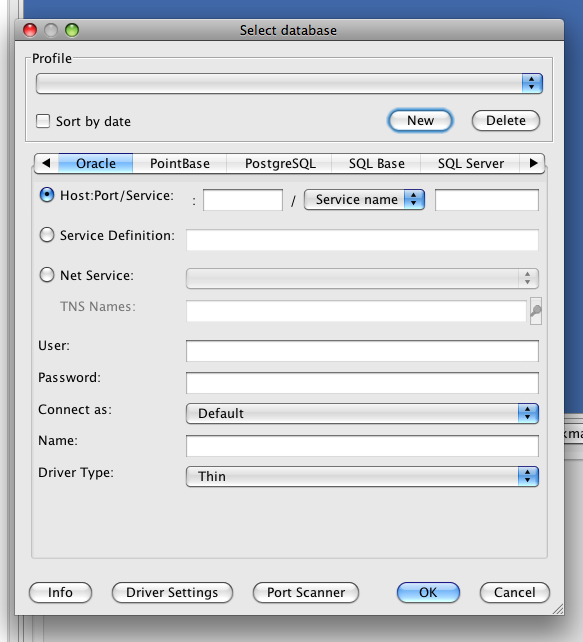 Select database
Profile
Sort by date
New
Delete
Oracle PointBase PostgreSQL SQL Base SQL Server
Host:Port/Service: : / Service name
Service Definition:
Net Service:
TNS Names:
User:
Password:
Connect as: Default
Name:
Driver Type: Thin
Info Driver Settings Port Scanner OK Cancel